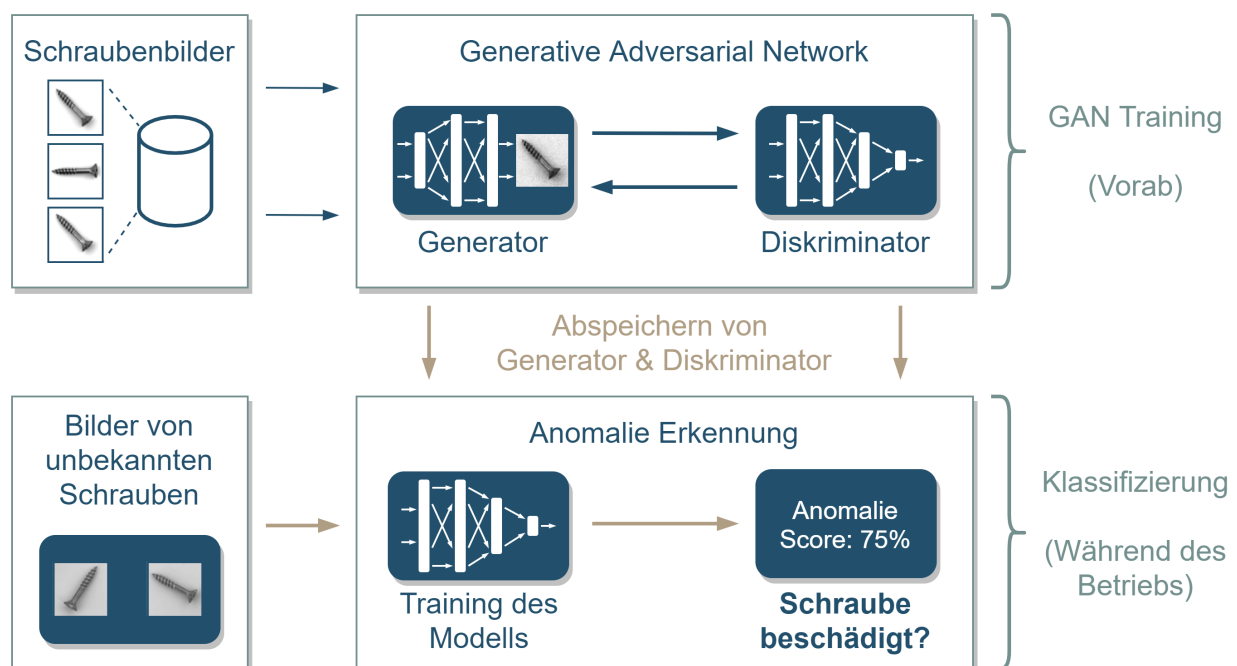 Schraubenbilder
Generative Adversarial Network
Generator
Diskriminator
GAN Training
(Vorab)
Abspeichern von
Generator & Diskriminator
Bilder von
unbekannten
Schrauben
Anomalie Erkennung
Training des
Modells
Anomalie
Score: 75%
Schraube
beschädigt?
Klassifizierung
(Während des
Betriebs)